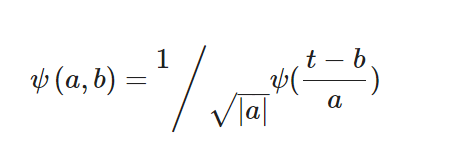 ψ (a, b) = 1/√|a| ψ((t − b)/a)